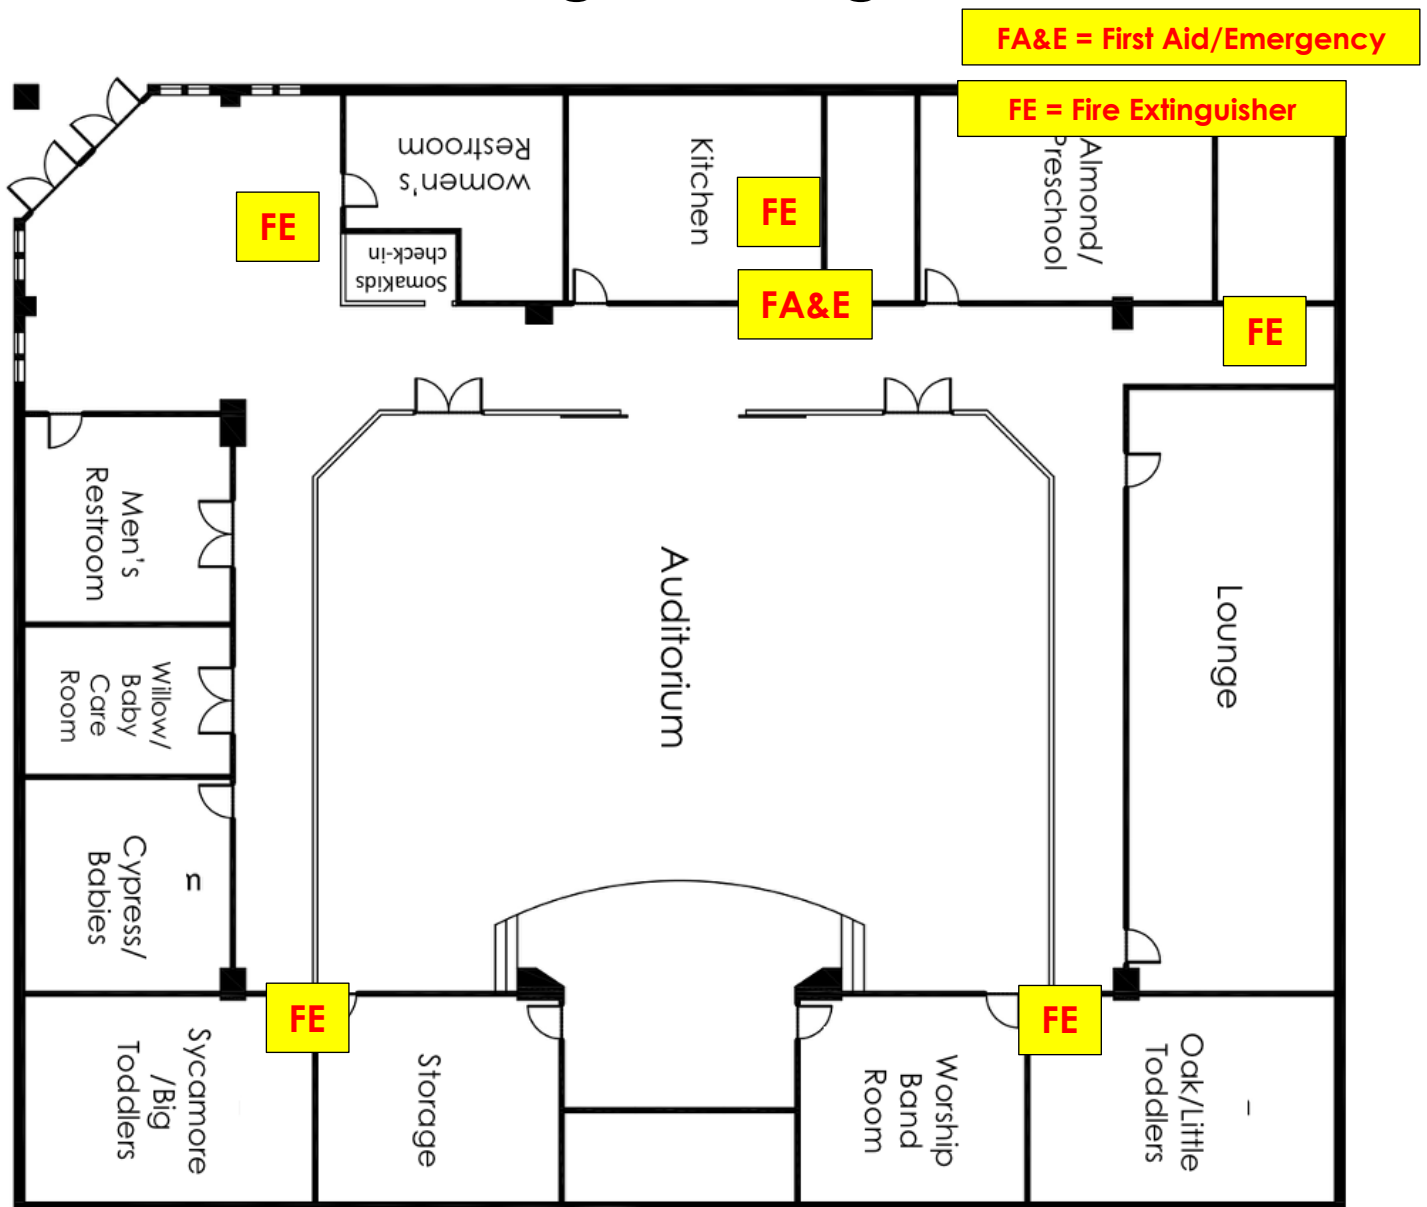 FA&E = First Aid/Emergency
FE = Fire Extinguisher
women's
Restroom
Kitchen
Almond/
Preschool
FE
FE
SomaKids
check-in
FA&E
FE
Men's
Restroom
Auditorium
Lounge
Willow/
Baby
Care
Room
Cypress/
Babies
n
FE
FE
Sycamore
/Big
Toddlers
Storage
Worship
Band
Room
Oak/Little
Toddlers